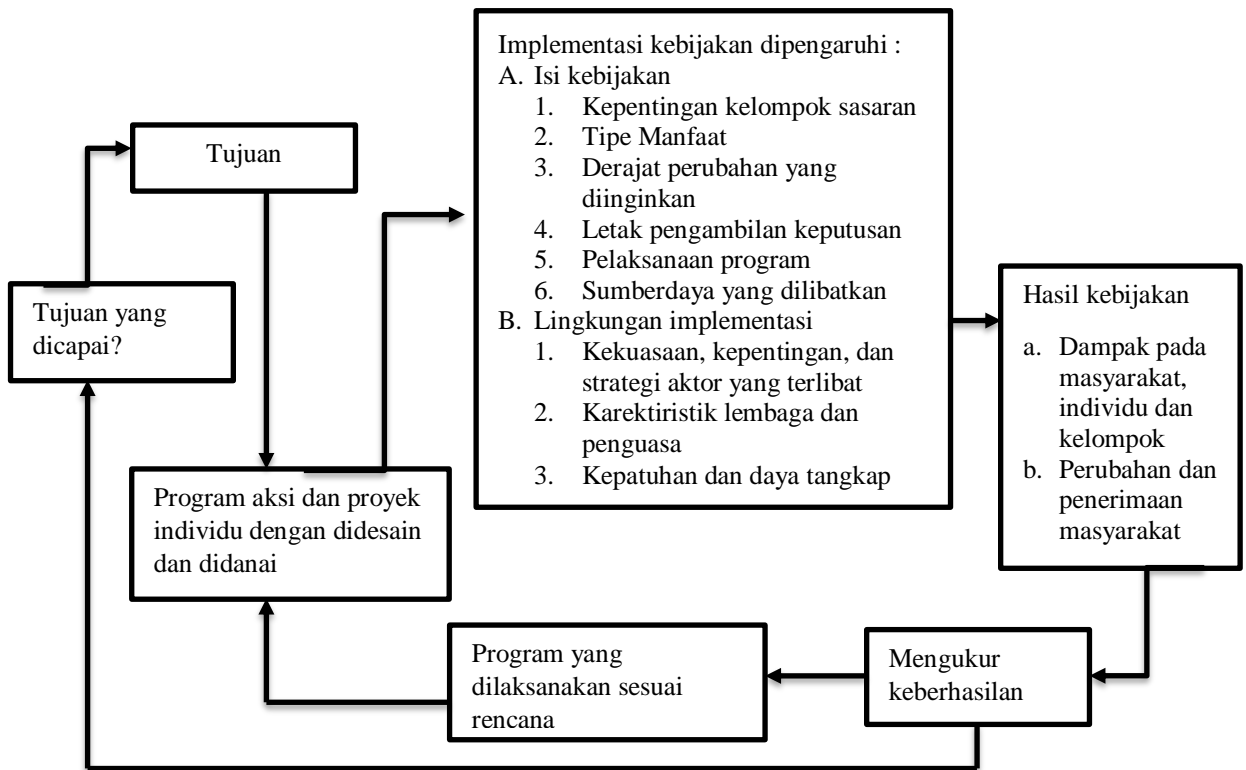 Tujuan
Tujuan yang
dicapai?
Program aksi dan proyek
individu dengan didesain
dan didanai
Implementasi kebijakan dipengaruhi :
A. Isi kebijakan
1. Kepentingan kelompok sasaran
2. Tipe Manfaat
3. Derajat perubahan yang
diinginkan
4. Letak pengambilan keputusan
5. Pelaksanaan program
6. Sumberdaya yang dilibatkan
B. Lingkungan implementasi
1. Kekuasaan, kepentingan, dan
strategi aktor yang terlibat
2. Karektiristik lembaga dan
penguasa
3. Kepatuhan dan daya tangkap
Hasil kebijakan
a. Dampak pada
masyarakat,
individu dan
kelompok
b. Perubahan dan
penerimaan
masyarakat
Mengukur
keberhasilan
Program yang
dilaksanakan sesuai
rencana